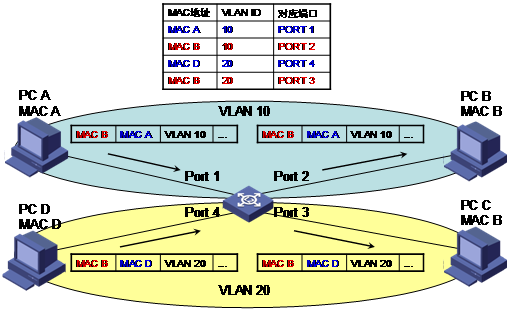 MAC地址 VLAN ID 对应端口
MAC A 10 PORT 1
MAC B 10 PORT 2
MAC D 20 PORT 4
MAC B 20 PORT 3
PC A
MAC A
PC B
MAC B
VLAN 10
MAC B MAC A VLAN 10 ...
MAC B MAC A VLAN 10 ...
Port 1 Port 2
Port 4 Port 3
PC D
MAC D
PC C
MAC B
MAC B MAC D VLAN 20 ...
MAC B MAC D VLAN 20 ...
VLAN 20